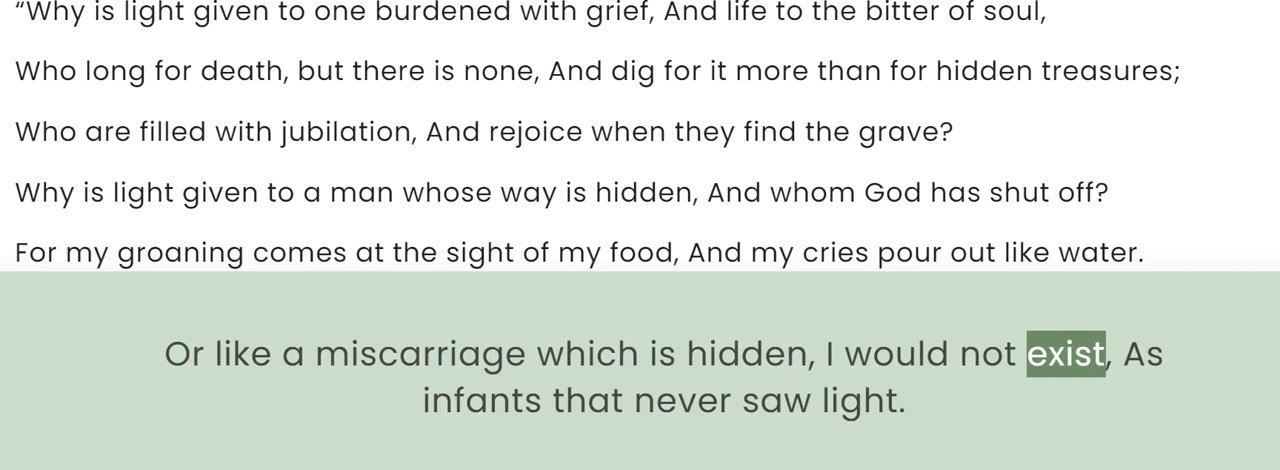 “Why is light given to one burdened with grief, And life to the bitter of soul,
Who long for death, but there is none, And dig for it more than for hidden treasures;
Who are filled with jubilation, And rejoice when they find the grave?
Why is light given to a man whose way is hidden, And whom God has shut off?
For my groaning comes at the sight of my food, And my cries pour out like water.
Or like a miscarriage which is hidden, I would not exist, As
infants that never saw light.